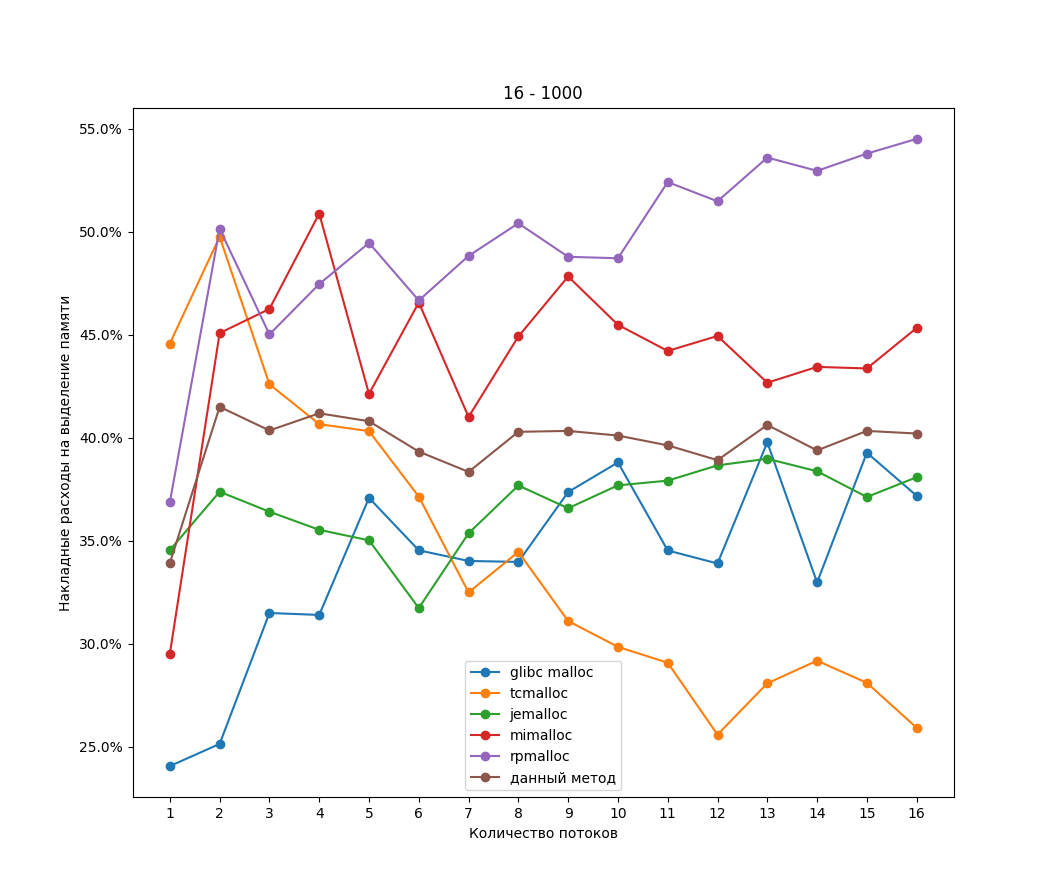 16 - 1000
Накладные расходы на выделение памяти
55.0%
50.0%
45.0%
40.0%
35.0%
30.0%
25.0%
glibc malloc
tcmalloc
jemalloc
mimalloc
rpmalloc
данный метод
1 2 3 4 5 6 7 8 9 10 11 12 13 14 15 16
Количество потоков